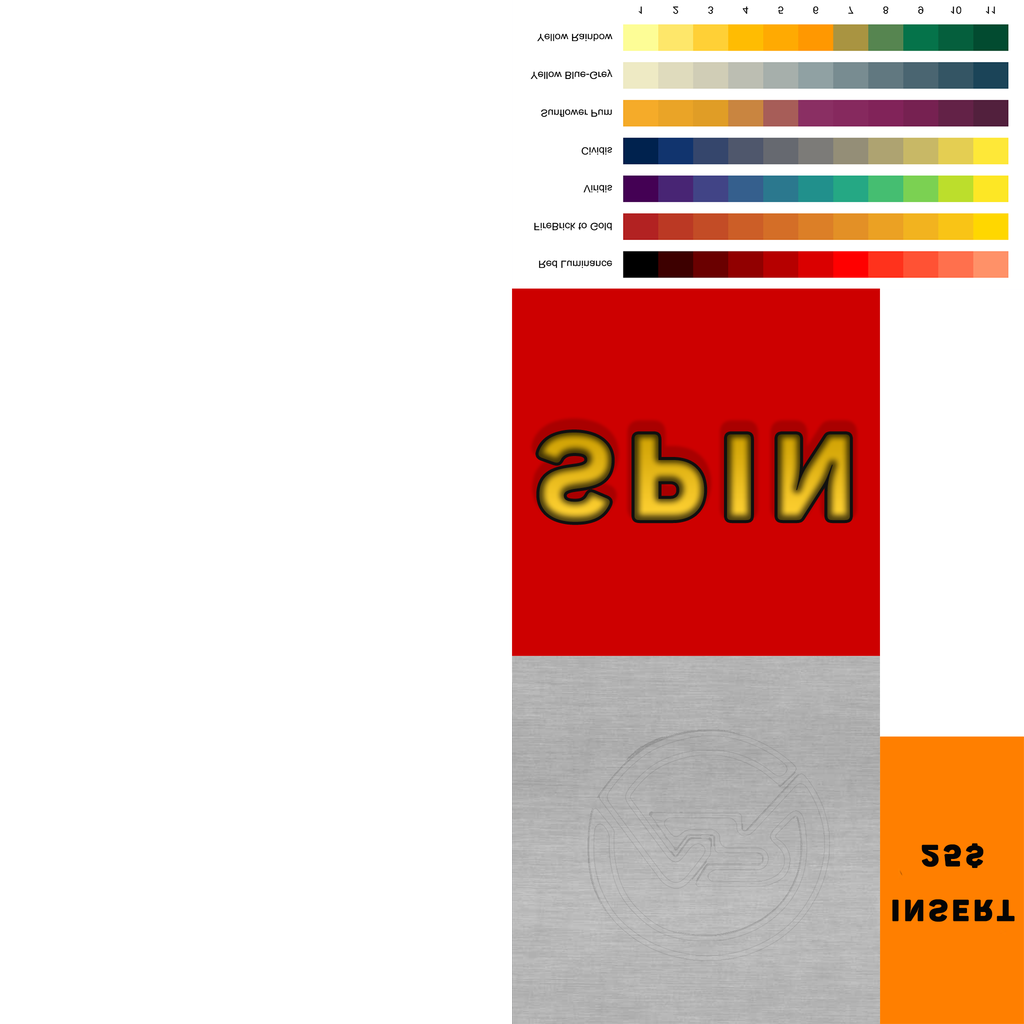 INSERT
25$
SPIN
Red Luminance
FireBrick to Gold
Viridis
Cividis
Sunflower Pum
Yellow Blue-Grey
Yellow Rainbow
1 2 3 4 5 6 7 8 9 10 11